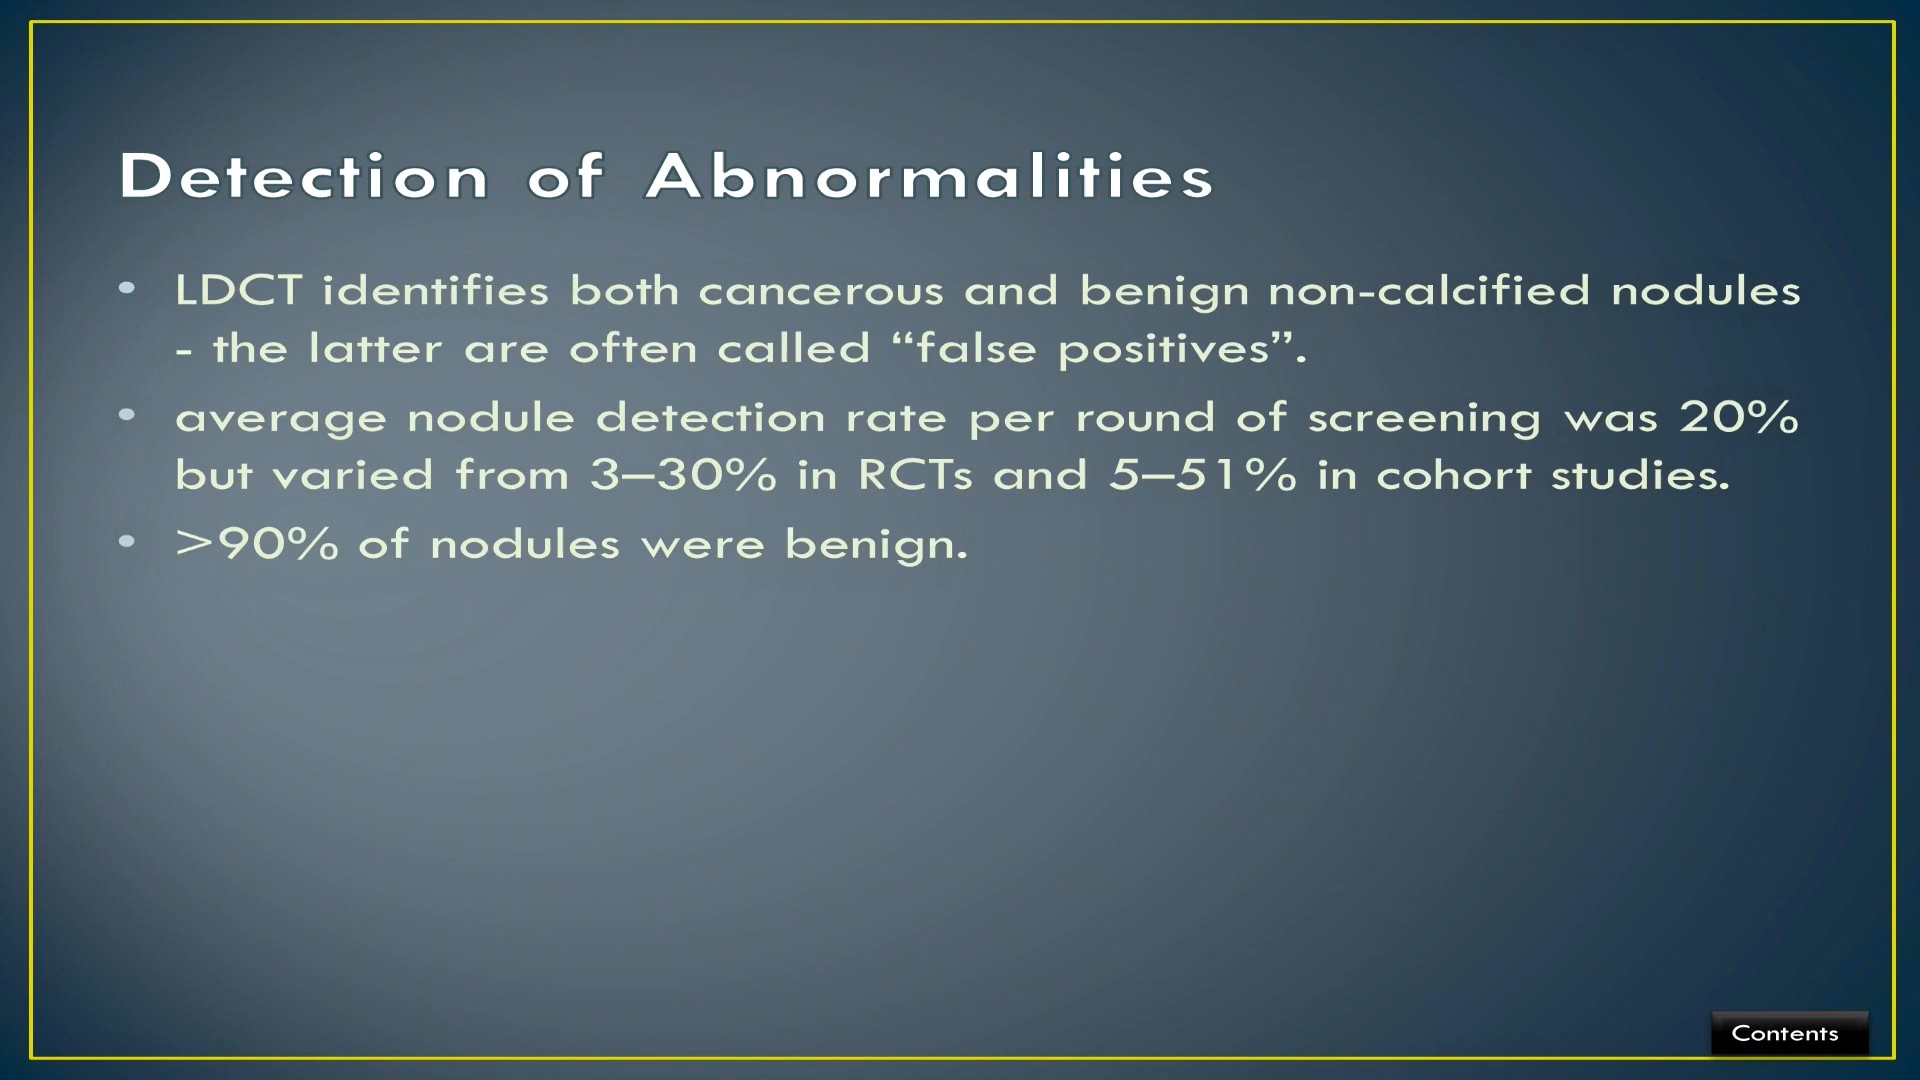 Detection of Abnormalities
• LDCT identifies both cancerous and benign non-calcified nodules
- the latter are often called “false positives”.
• average nodule detection rate per round of screening was 20%
but varied from 3–30% in RCTs and 5–51% in cohort studies.
• >90% of nodules were benign.
Contents